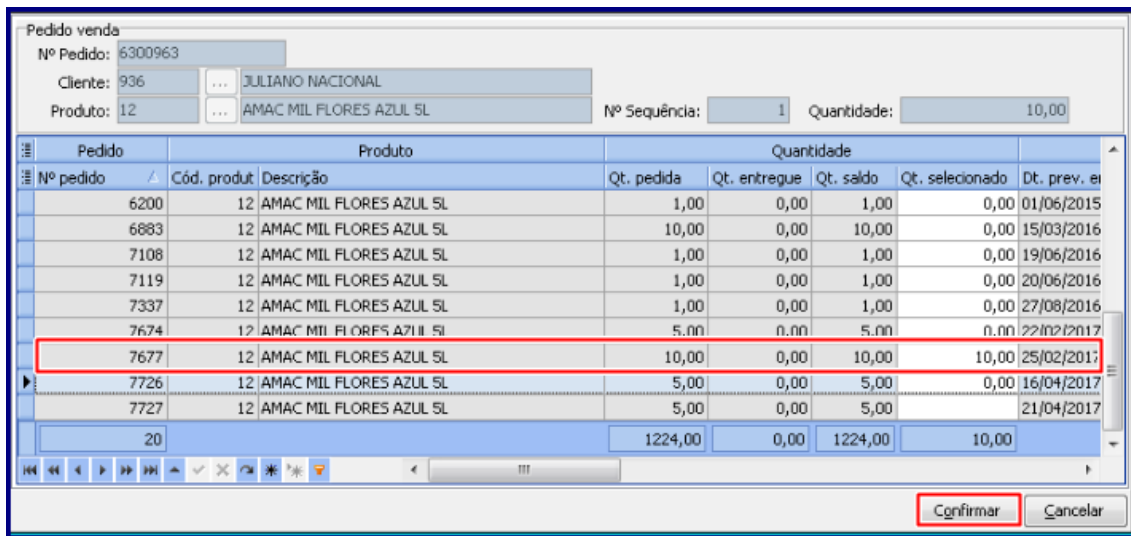 Pedido venda
Nº Pedido: 6300963
Cliente: 936 ... JULIANO NACIONAL
Produto: 12 ... AMAC MIL FLORES AZUL 5L Nº Sequência: 1 Quantidade: 10,00
Pedido Produto Quantidade
Nº pedido Cód. produt Descrição Qt. pedida Qt. entregue Qt. saldo Qt. selecionado Dt. prev. e
6200 12 AMAC MIL FLORES AZUL 5L 1,00 0,00 1,00 0,00 01/06/2015
6883 12 AMAC MIL FLORES AZUL 5L 10,00 0,00 10,00 0,00 15/03/2016
7108 12 AMAC MIL FLORES AZUL 5L 1,00 0,00 1,00 0,00 19/06/2016
7119 12 AMAC MIL FLORES AZUL 5L 1,00 0,00 1,00 0,00 20/06/2016
7337 12 AMAC MIL FLORES AZUL 5L 1,00 0,00 1,00 0,00 27/08/2016
7674 12 AMAC MIL FLORES AZUL 5L 5,00 0,00 5,00 0,00 22/02/2017
7677 12 AMAC MIL FLORES AZUL 5L 10,00 0,00 10,00 10,00 25/02/2017
7726 12 AMAC MIL FLORES AZUL 5L 5,00 0,00 5,00 0,00 16/04/2017
7727 12 AMAC MIL FLORES AZUL 5L 5,00 0,00 5,00 21/04/2017
20 1224,00 0,00 1224,00 10,00
Confirmar Cancelar